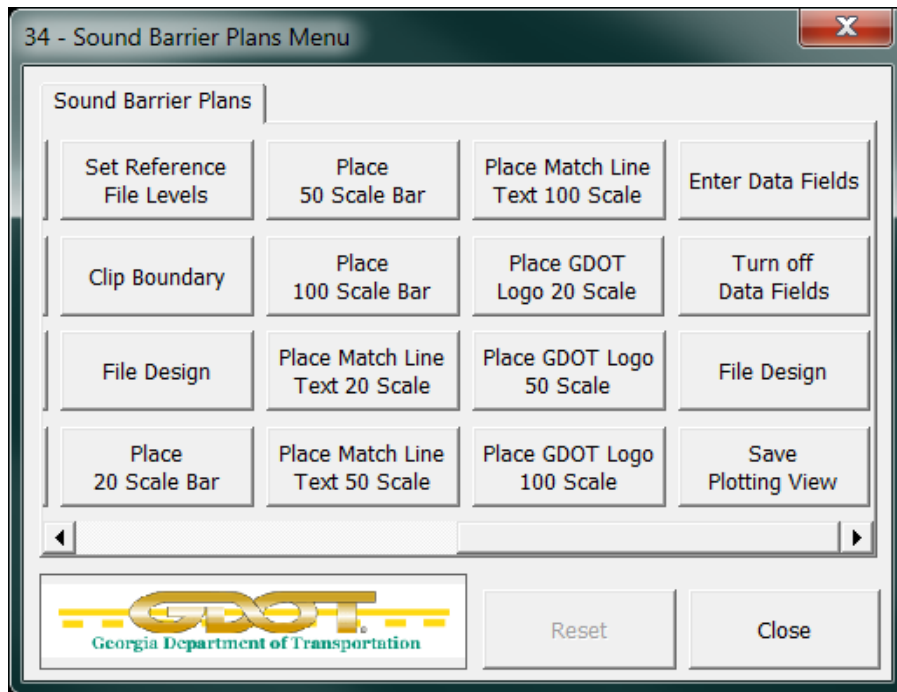 34 - Sound Barrier Plans Menu
Sound Barrier Plans
Set Reference
File Levels
Place
50 Scale Bar
Place Match Line
Text 100 Scale
Enter Data Fields
Clip Boundary
Place
100 Scale Bar
Place GDOT
Logo 20 Scale
Turn off
Data Fields
File Design
Place Match Line
Text 20 Scale
Place GDOT Logo
50 Scale
File Design
Place
20 Scale Bar
Place Match Line
Text 50 Scale
Place GDOT Logo
100 Scale
Save
Plotting View
GDOT®
Georgia Department of Transportation
Reset
Close